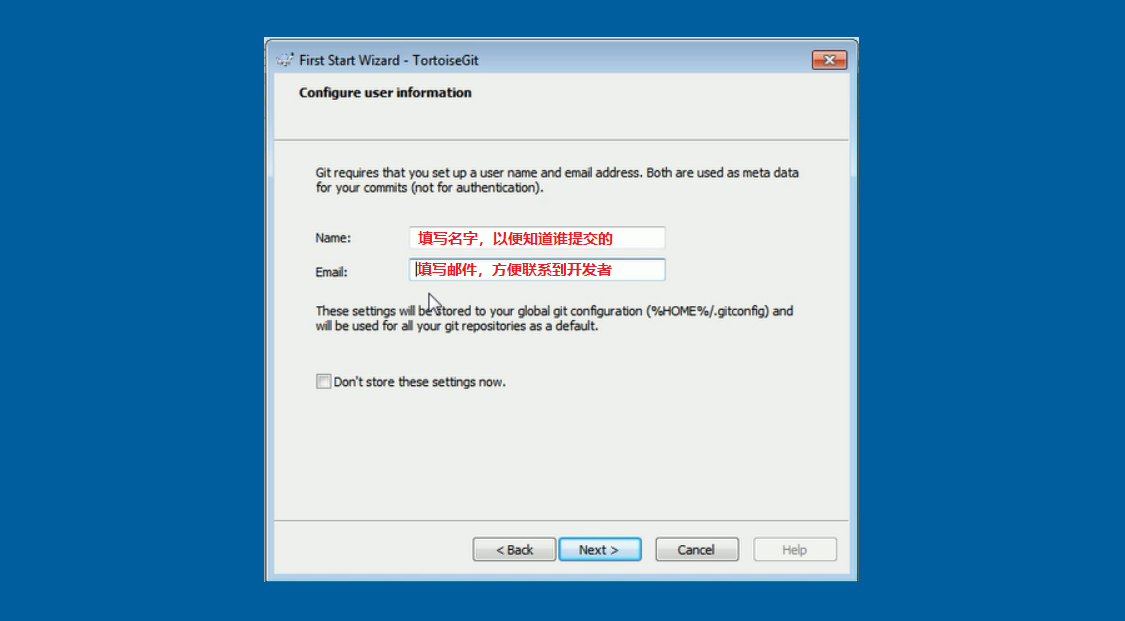 First Start Wizard - TortoiseGit
Configure user information
Git requires that you set up a user name and email address. Both are used as meta data
for your commits (not for authentication).
Name: 填写名字，以便知道谁提交的
Email: 填写邮件，方便联系到开发者
These settings will be stored to your global git configuration (%HOME%/.gitconfig) and
will be used for all your git repositories as a default.
Don't store these settings now.
< Back Next > Cancel Help